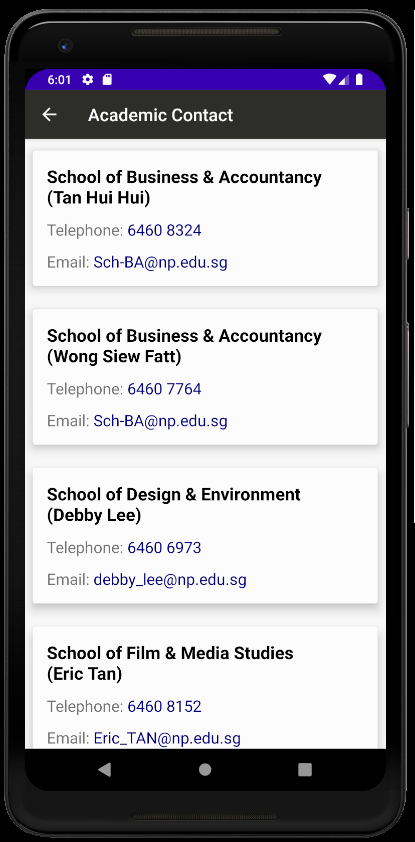 6:01
Academic Contact
School of Business & Accountancy
(Tan Hui Hui)
Telephone: 6460 8324
Email: Sch-BA@np.edu.sg
School of Business & Accountancy
(Wong Siew Fatt)
Telephone: 6460 7764
Email: Sch-BA@np.edu.sg
School of Design & Environment
(Debby Lee)
Telephone: 6460 6973
Email: debby_lee@np.edu.sg
School of Film & Media Studies
(Eric Tan)
Telephone: 6460 8152
Email: Eric_TAN@np.edu.sg